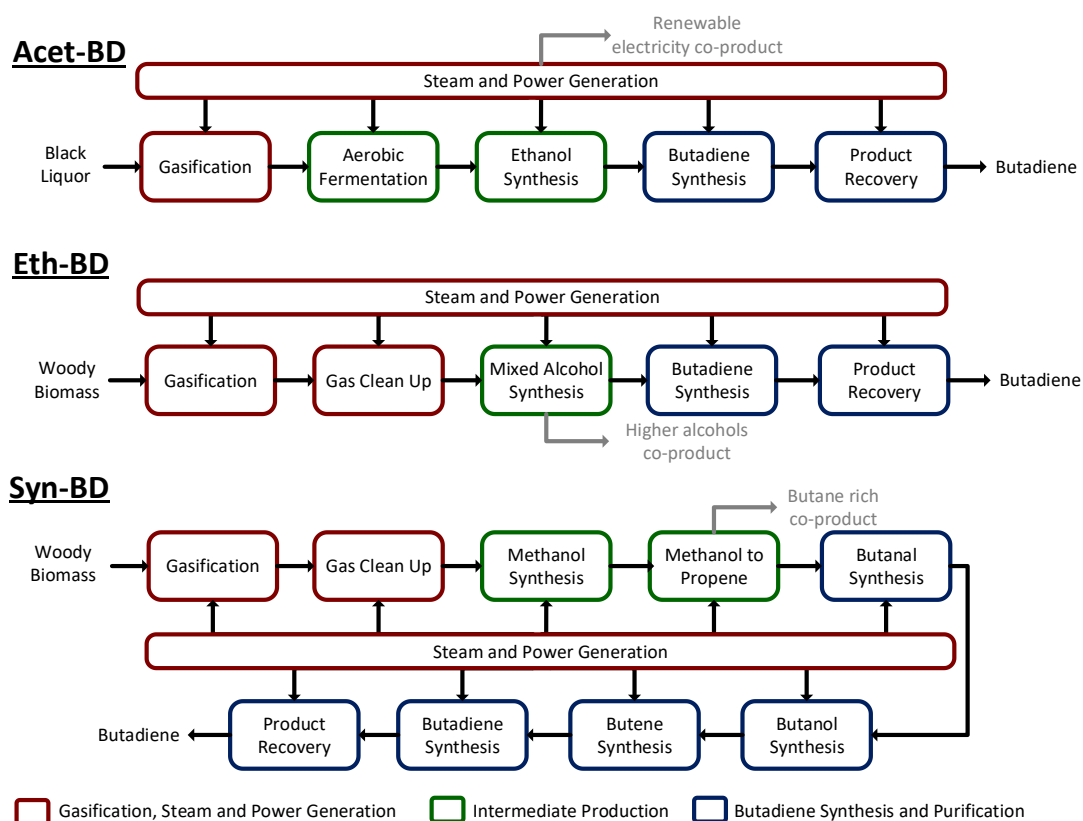 Acet-BD
Renewable
electricity co-product
Steam and Power Generation
Black
Liquor
Gasification
Aerobic
Fermentation
Ethanol
Synthesis
Butadiene
Synthesis
Product
Recovery
Butadiene
Eth-BD
Steam and Power Generation
Woody
Biomass
Gasification
Gas Clean Up
Mixed Alcohol
Synthesis
Butadiene
Synthesis
Product
Recovery
Butadiene
Higher alcohols
co-product
Syn-BD
Butane rich
co-product
Woody
Biomass
Gasification
Gas Clean Up
Methanol
Synthesis
Methanol to
Propene
Butanal
Synthesis
Steam and Power Generation
Butadiene
Product
Recovery
Butadiene
Synthesis
Butene
Synthesis
Butanol
Synthesis
Gasification, Steam and Power Generation
Intermediate Production
Butadiene Synthesis and Purification